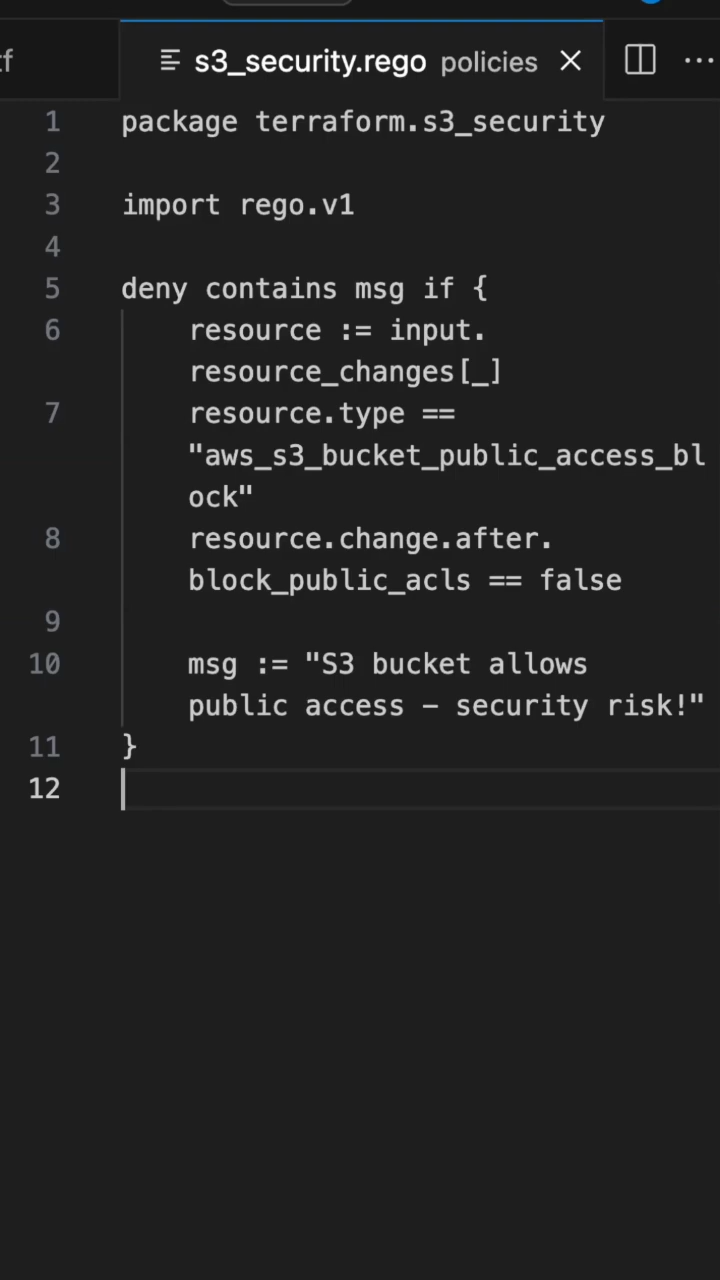 tf
s3_security.rego policies
1 package terraform.s3_security
2
3 import rego.v1
4
5 deny contains msg if {
6 resource := input.
resource_changes[_]
7 resource.type ==
"aws_s3_bucket_public_access_bl
ock"
8 resource.change.after.
block_public_acls == false
9
10 msg := "S3 bucket allows
public access – security risk!"
11 }
12